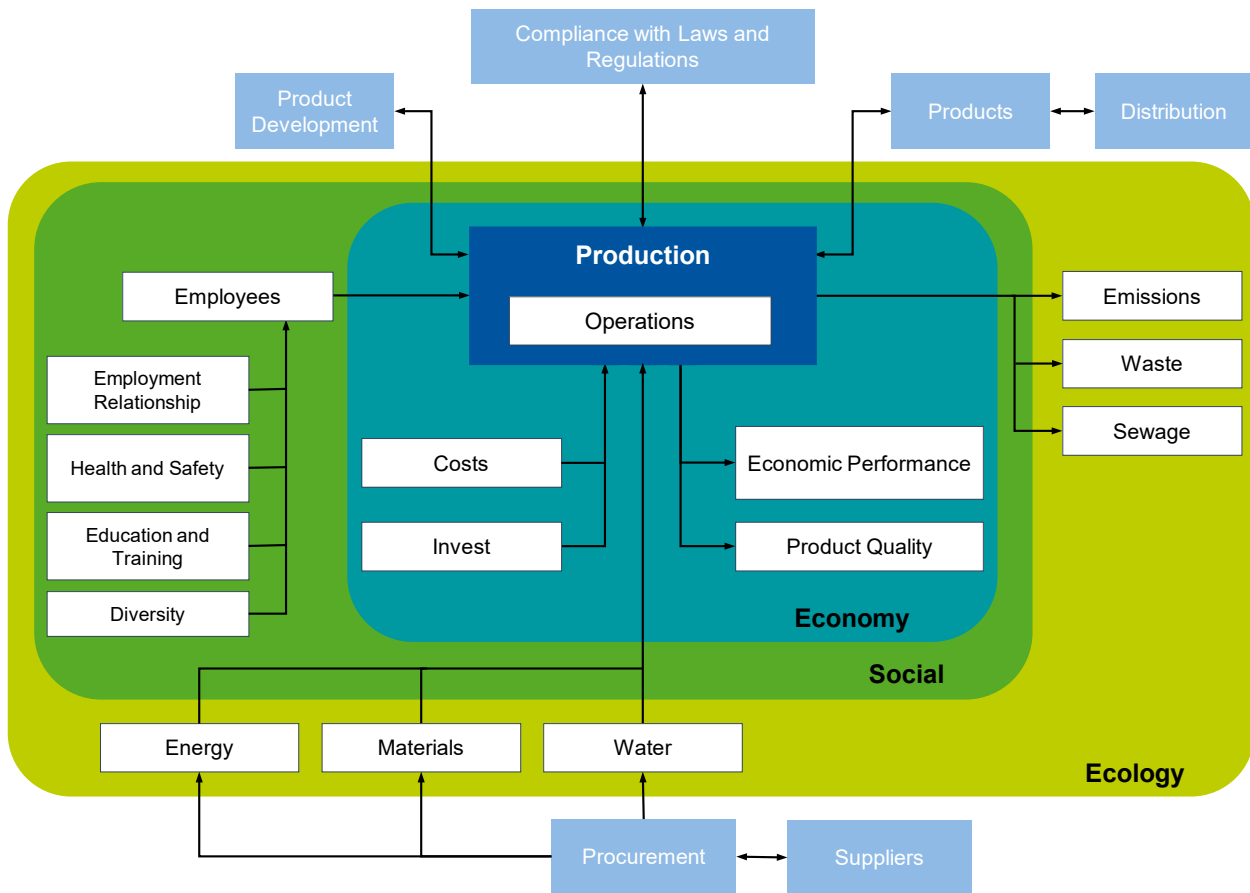 Compliance with Laws and
Regulations
Product
Development
Products
Distribution
Production
Operations
Employees
Emissions
Employment
Relationship
Waste
Health and Safety
Costs
Economic Performance
Sewage
Education and
Training
Invest
Product Quality
Diversity
Economy
Social
Energy
Materials
Water
Ecology
Procurement
Suppliers